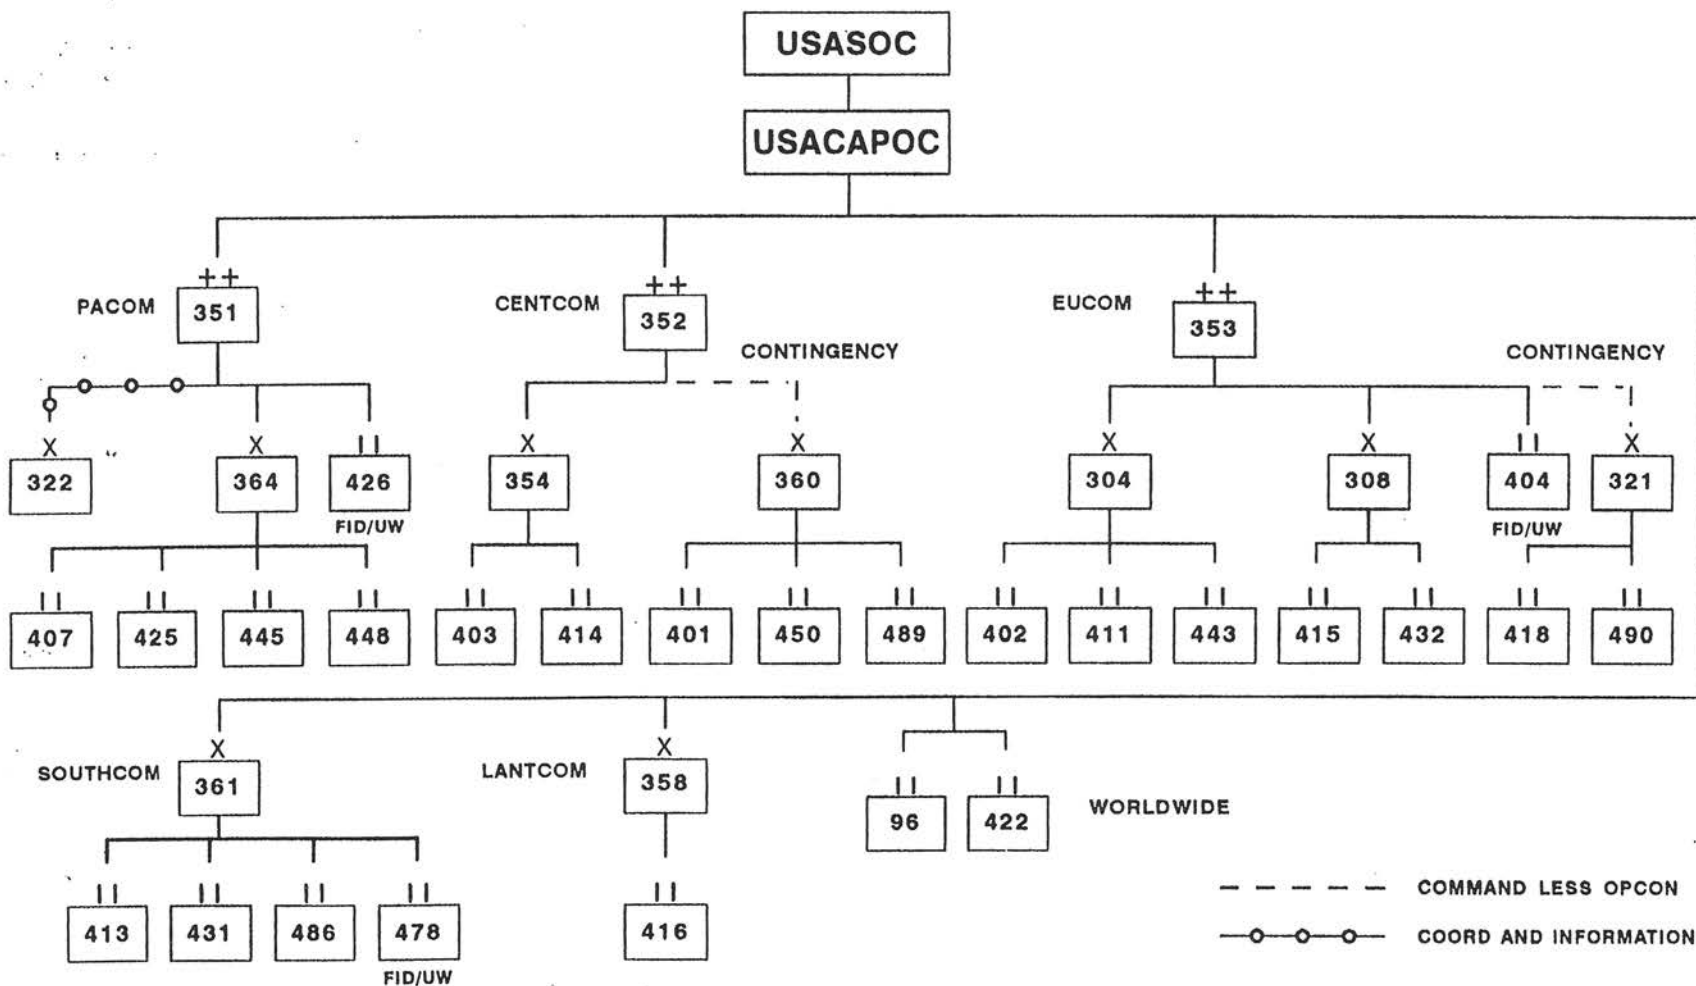 USASOC
USACAPOC
++ ++ ++
PACOM 351 CENTCOM 352 EUCOM 353
CONTINGENCY CONTINGENCY
X X II X X X X II X
322 364 426 354 360 304 308 404 321
FID/UW FID/UW
II II II II II II II II II II II II II II II II
407 425 445 448 403 414 401 450 489 402 411 443 415 432 418 490
X X
SOUTHCOM 361 LANTCOM 358
II II
96 422 WORLDWIDE
II II II II II
413 431 486 478 416
FID/UW
COMMAND LESS OPCON
COORD AND INFORMATION